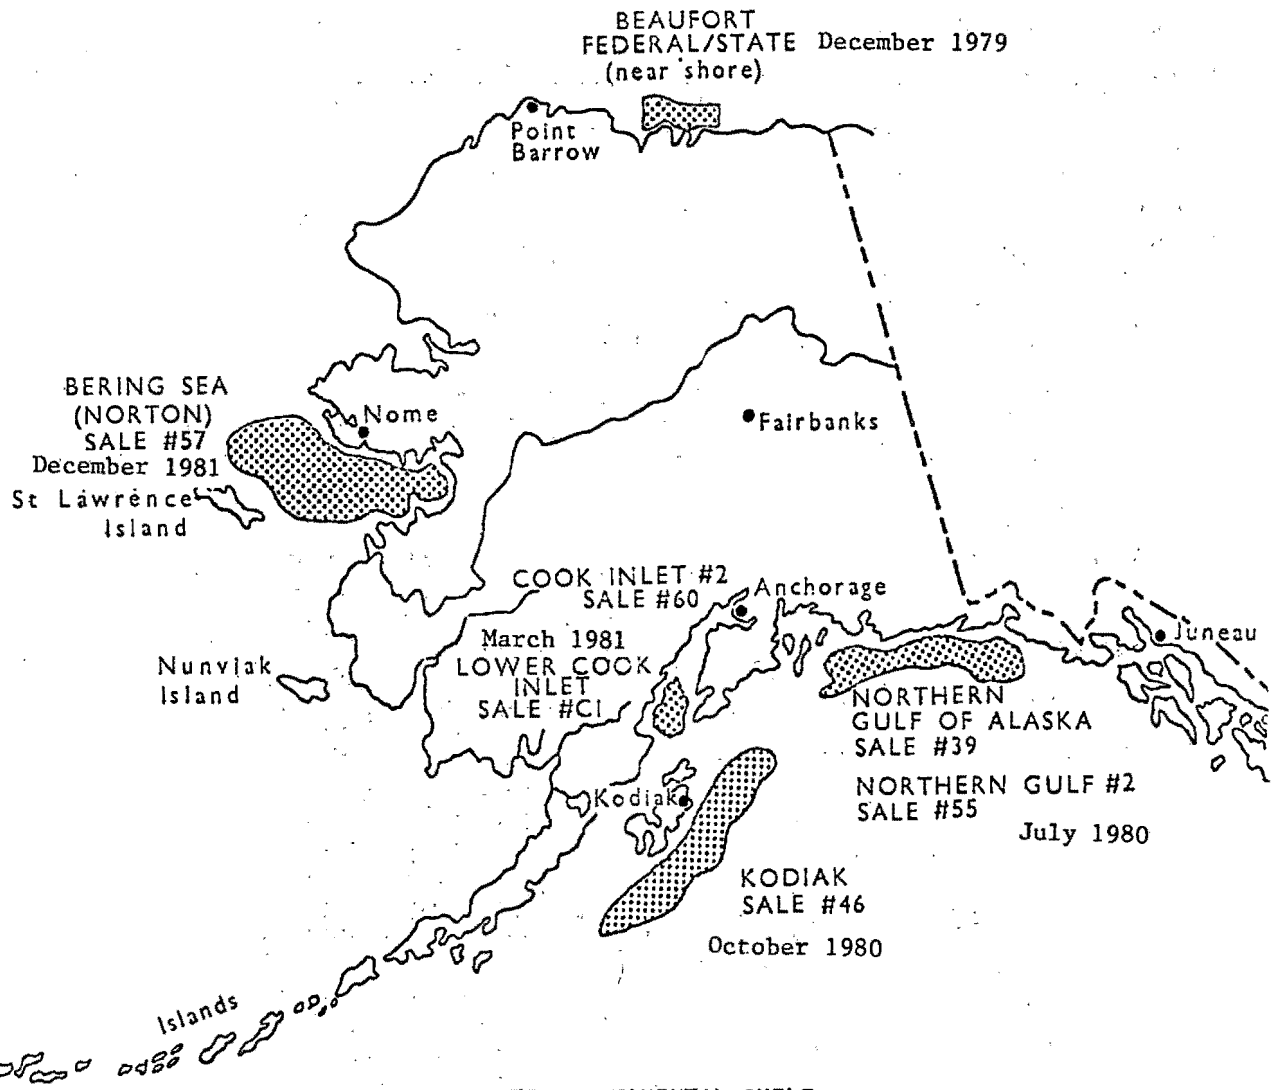 BEAUFORT
FEDERAL/STATE December 1979
(near shore)
Point
Barrow
BERING SEA
(NORTON)
SALE #57
December 1981
Nome
Fairbanks
St Lawrence
Island
COOK INLET #2
SALE #60
Anchorage
March 1981
LOWER COOK
INLET
SALE #CI
Juneau
Nunviak
Island
NORTHERN
GULF OF ALASKA
SALE #39
NORTHERN GULF #2
SALE #55
July 1980
Kodiak
KODIAK
SALE #46
October 1980
Islands